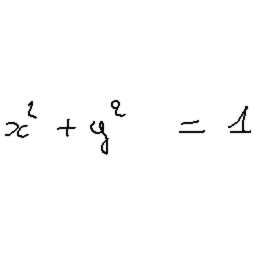 x² + y² = 1